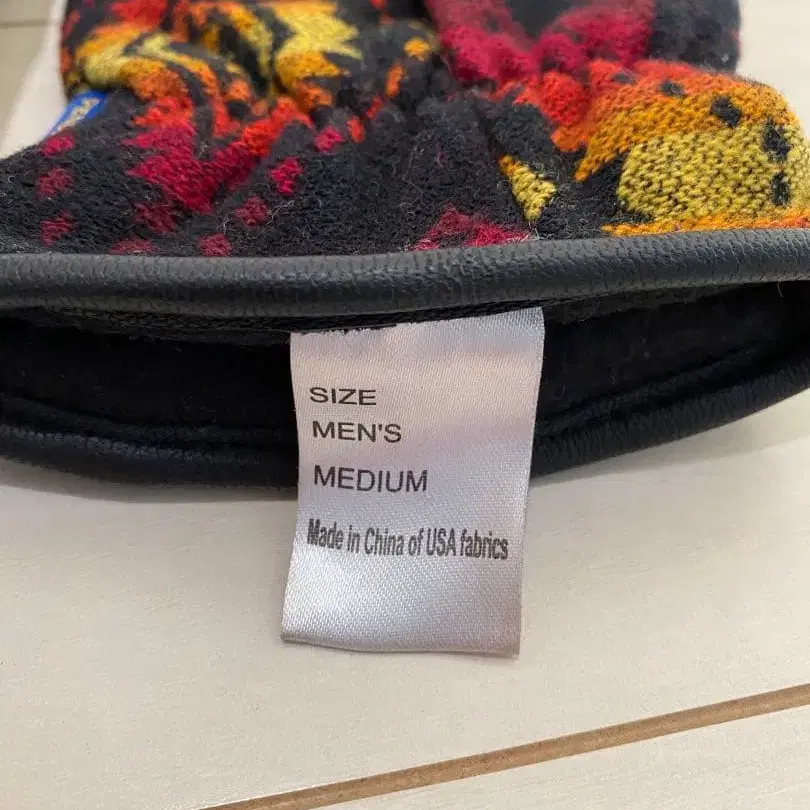 SIZE
MEN'S
MEDIUM
Made in China of USA fabrics